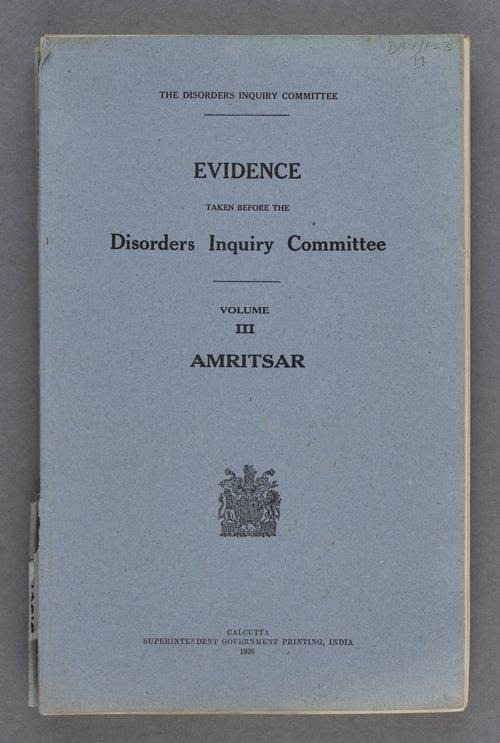 THE DISORDERS INQUIRY COMMITTEE
EVIDENCE
TAKEN BEFORE THE
Disorders Inquiry Committee
VOLUME
III
AMRITSAR
CALCUTTA
SUPERINTENDENT GOVERNMENT PRINTING, INDIA
1920